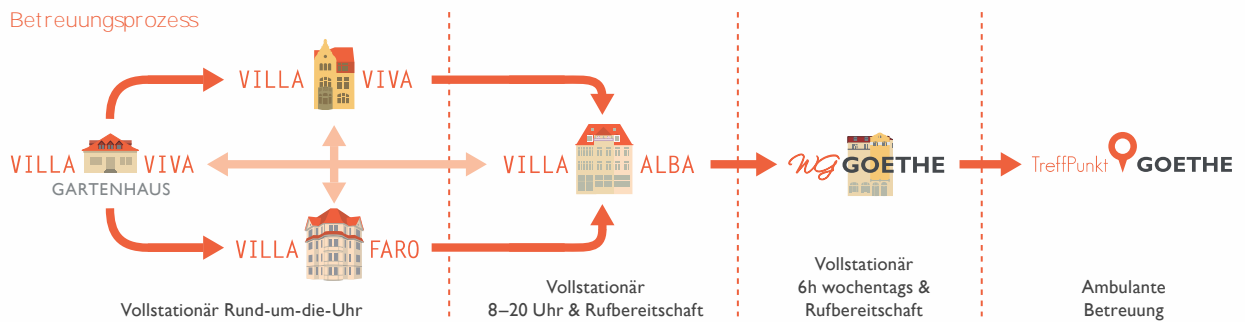 Betreuungsprozess
VILLA VIVA
VILLA VIVA
GARTENHAUS
VILLA FARO
Vollstationär Rund-um-die-Uhr
VILLA ALBA
Vollstationär
8–20 Uhr & Rufbereitschaft
WG GOETHE
Vollstationär
6h wochentags &
Rufbereitschaft
TreffPunkt GOETHE
Ambulante
Betreuung